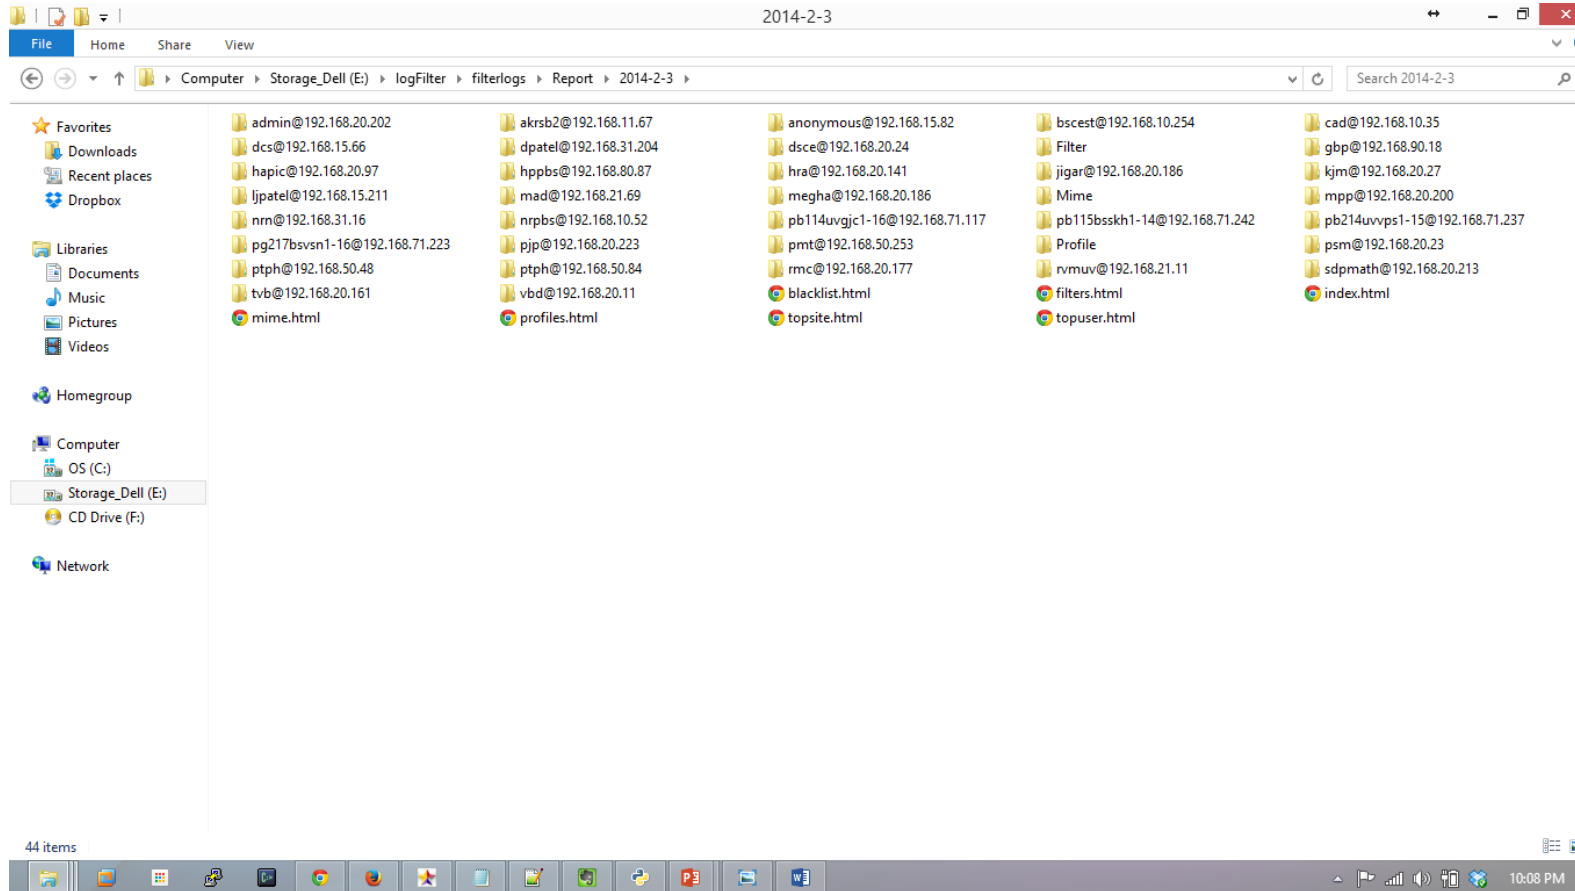 2014-2-3
File Home Share View
Computer Storage_Dell (E:) logFilter filterlogs Report 2014-2-3
Search 2014-2-3
Favorites
Downloads
Recent places
Dropbox
Libraries
Documents
Music
Pictures
Videos
Homegroup
Computer
OS (C:)
Storage_Dell (E:)
CD Drive (F:)
Network
admin@192.168.20.202 akrsb2@192.168.11.67 anonymous@192.168.15.82 bscest@192.168.10.254 cad@192.168.10.35
dcs@192.168.15.66 dpatel@192.168.31.204 dsce@192.168.20.24 Filter gbp@192.168.90.18
hapic@192.168.20.97 hppbs@192.168.80.87 hra@192.168.20.141 jigar@192.168.20.186 kjm@192.168.20.27
ljpatel@192.168.15.211 mad@192.168.21.69 megha@192.168.20.186 Mime mpp@192.168.20.200
nrn@192.168.31.16 nrpbs@192.168.10.52 pb114uvgjc1-16@192.168.71.117 pb115bsskh1-14@192.168.71.242 pb214uvvps1-15@192.168.71.237
pg217bsvsn1-16@192.168.71.223 pjp@192.168.20.223 pmt@192.168.50.253 Profile psm@192.168.20.23
ptph@192.168.50.48 ptph@192.168.50.84 rmc@192.168.20.177 rvmuv@192.168.21.11 sdpmath@192.168.20.213
tvb@192.168.20.161 vbd@192.168.20.11 blacklist.html filters.html index.html
mime.html profiles.html topsite.html topuser.html
44 items
10:08 PM